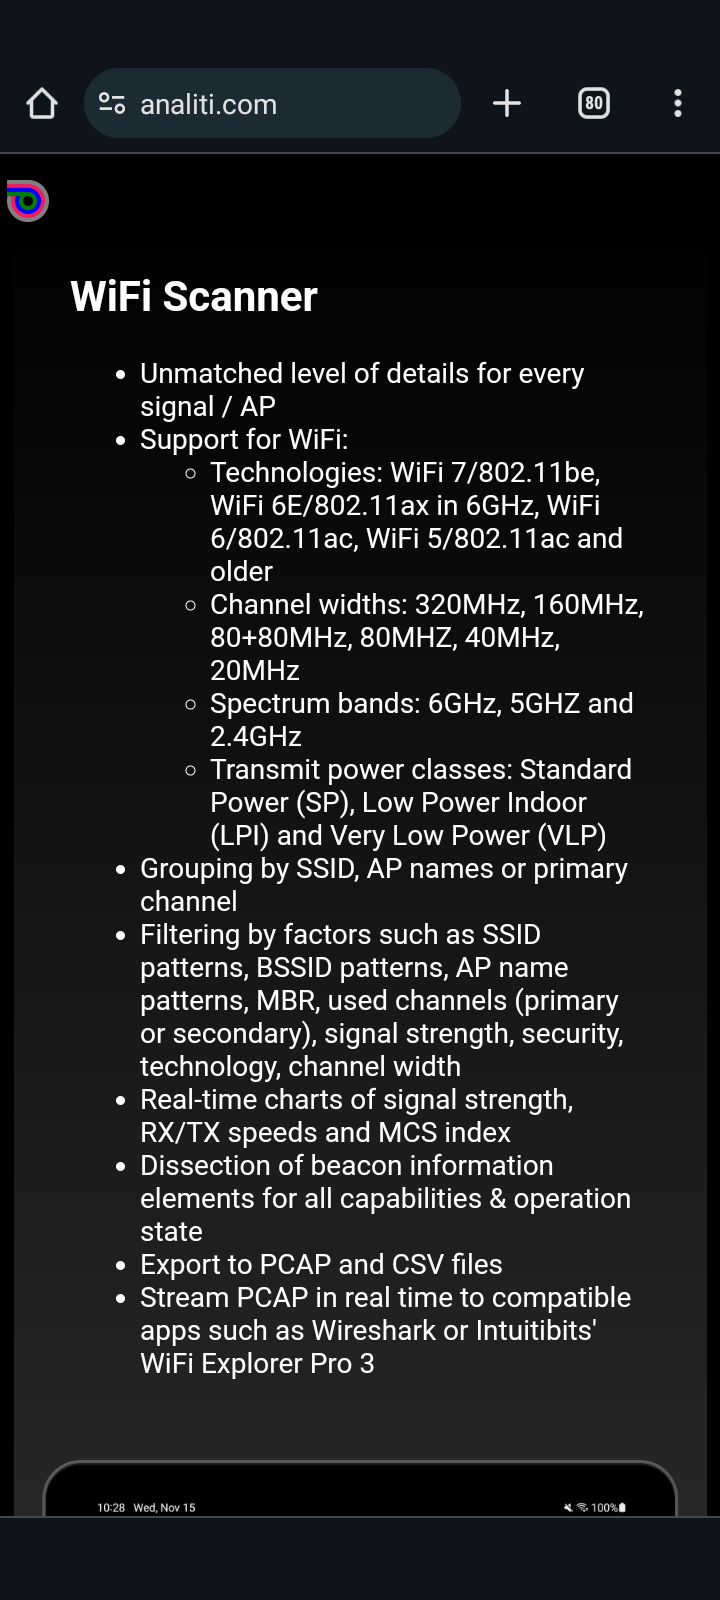 analiti.com
80
WiFi Scanner
Unmatched level of details for every
signal / AP
Support for WiFi:
Technologies: WiFi 7/802.11be,
WiFi 6E/802.11ax in 6GHz, WiFi
6/802.11ac, WiFi 5/802.11ac and
older
Channel widths: 320MHz, 160MHz,
80+80MHz, 80MHZ, 40MHz,
20MHz
Spectrum bands: 6GHz, 5GHZ and
2.4GHz
Transmit power classes: Standard
Power (SP), Low Power Indoor
(LPI) and Very Low Power (VLP)
Grouping by SSID, AP names or primary
channel
Filtering by factors such as SSID
patterns, BSSID patterns, AP name
patterns, MBR, used channels (primary
or secondary), signal strength, security,
technology, channel width
Real-time charts of signal strength,
RX/TX speeds and MCS index
Dissection of beacon information
elements for all capabilities & operation
state
Export to PCAP and CSV files
Stream PCAP in real time to compatible
apps such as Wireshark or Intuitibits'
WiFi Explorer Pro 3
10:28 Wed, Nov 15 100%